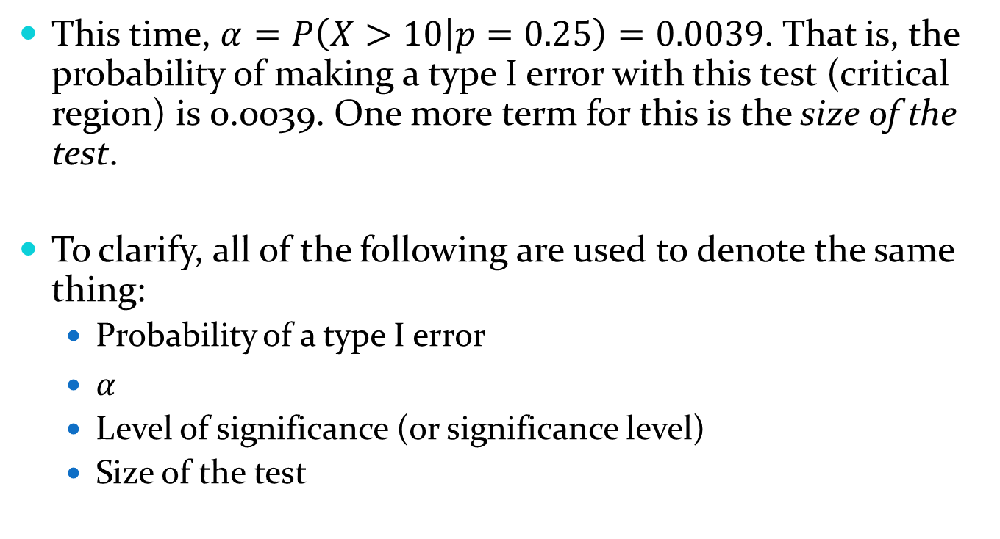 • This time, 𝛼 = 𝑃(𝑋 > 10|𝑝 = 0.25) = 0.0039. That is, the
probability of making a type I error with this test (critical
region) is 0.0039. One more term for this is the size of the
test.
• To clarify, all of the following are used to denote the same
thing:
• Probability of a type I error
• 𝛼
• Level of significance (or significance level)
• Size of the test